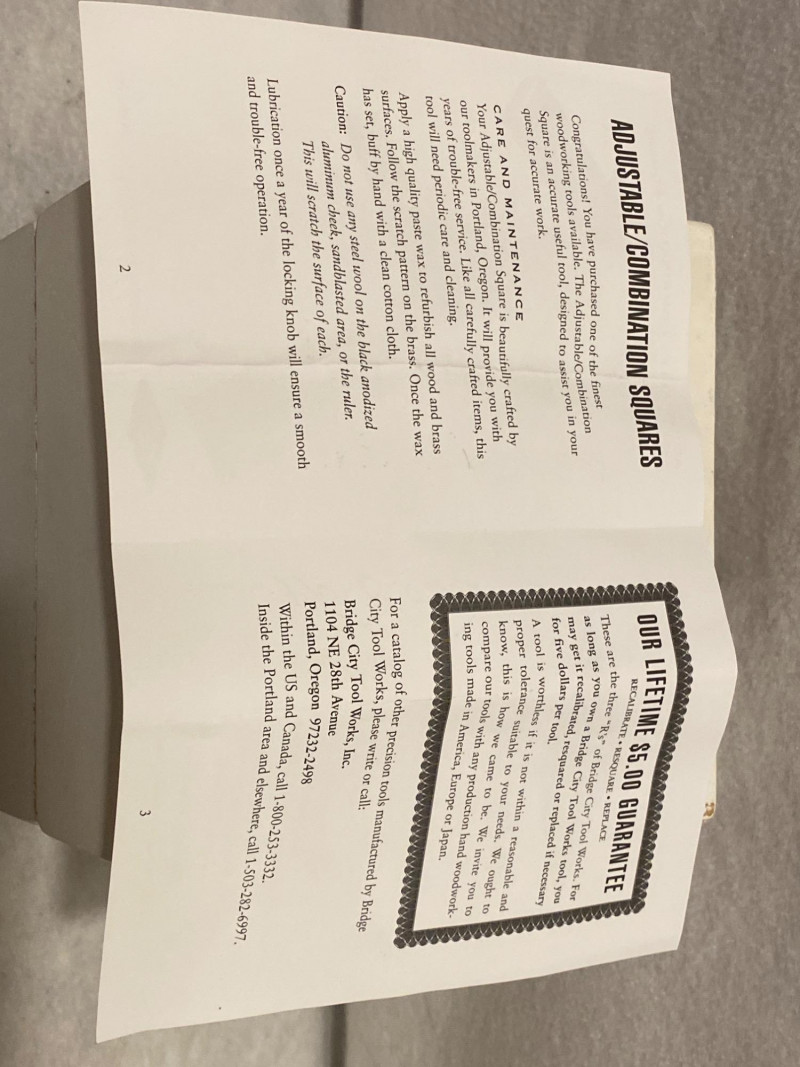 ADJUSTABLE/COMBINATION SQUARES
Congratulations! You have purchased one of the finest
woodworking tools available. The Adjustable/Combination
Square is an accurate useful tool, designed to assist you in your
quest for accurate work.
CARE AND MAINTENANCE
Your Adjustable/Combination Square is beautifully crafted by
our toolmakers in Portland, Oregon. It will provide you with
years of trouble-free service. Like all carefully crafted items, this
tool will need periodic care and cleaning.
Apply a high quality paste wax to refurbish all wood and brass
surfaces. Follow the scratch pattern on the brass. Once the wax
has set, buff by hand with a clean cotton cloth.
Caution: Do not use any steel wool on the black anodized
aluminum cheek, sandblasted area, or the ruler.
This will scratch the surface of each.
Lubrication once a year of the locking knob will ensure a smooth
and trouble-free operation.
2
OUR LIFETIME $5.00 GUARANTEE
RECALIBRATE • RESQUARE • REPLACE
These are the three "R's" of Bridge City Tool Works. For
as long as you own a Bridge City Tool Works tool, you
may get it recalibrated, resquared or replaced if necessary
for five dollars per tool.
A tool is worthless if it is not within a reasonable and
proper tolerance suitable to your needs. We ought to
know, this is how we came to be. We invite you to
compare our tools with any production hand woodwork-
ing tools made in America, Europe or Japan.
For a catalog of other precision tools manufactured by Bridge
City Tool Works, please write or call:
Bridge City Tool Works, Inc.
1104 NE 28th Avenue
Portland, Oregon 97232-2498
Within the US and Canada, call 1-800-253-3332.
Inside the Portland area and elsewhere, call 1-503-282-6997.
3